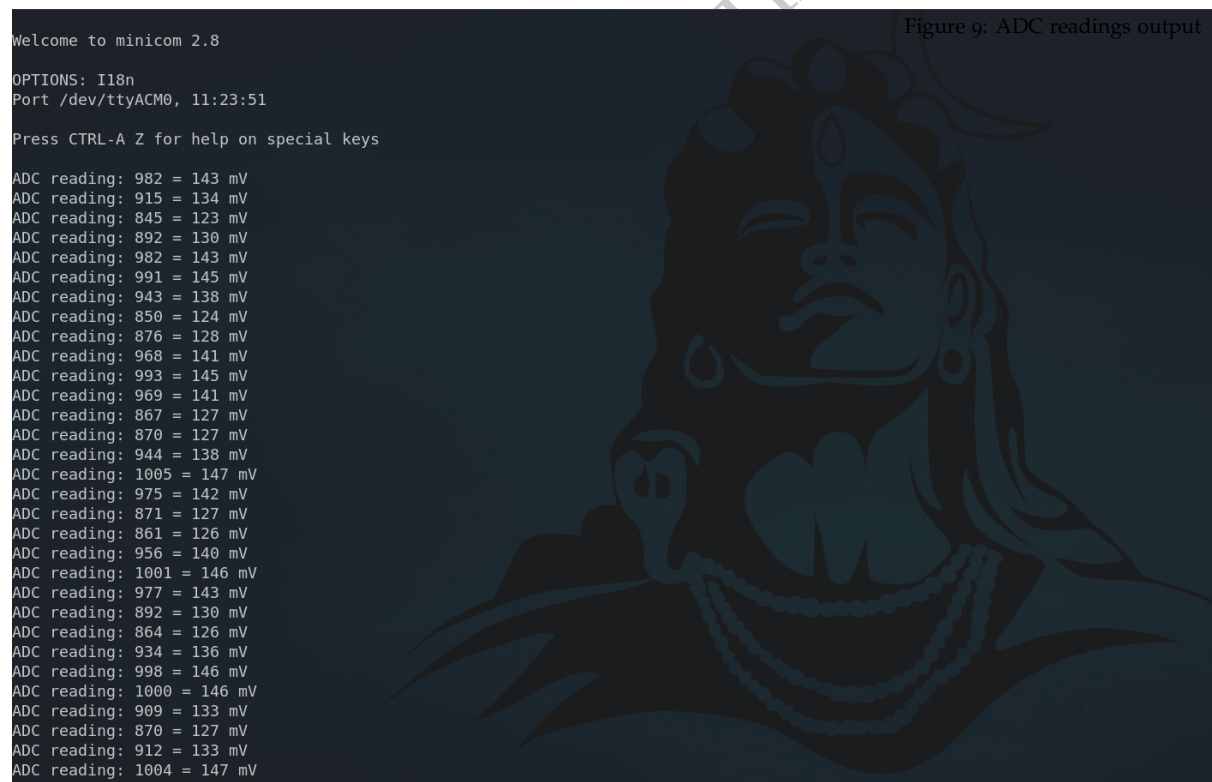 Figure 9: ADC readings output
Welcome to minicom 2.8
OPTIONS: I18n
Port /dev/ttyACM0, 11:23:51
Press CTRL-A Z for help on special keys
ADC reading: 982 = 143 mV
ADC reading: 915 = 134 mV
ADC reading: 845 = 123 mV
ADC reading: 892 = 130 mV
ADC reading: 982 = 143 mV
ADC reading: 991 = 145 mV
ADC reading: 943 = 138 mV
ADC reading: 850 = 124 mV
ADC reading: 876 = 128 mV
ADC reading: 968 = 141 mV
ADC reading: 993 = 145 mV
ADC reading: 969 = 141 mV
ADC reading: 867 = 127 mV
ADC reading: 870 = 127 mV
ADC reading: 944 = 138 mV
ADC reading: 1005 = 147 mV
ADC reading: 975 = 142 mV
ADC reading: 871 = 127 mV
ADC reading: 861 = 126 mV
ADC reading: 956 = 140 mV
ADC reading: 1001 = 146 mV
ADC reading: 977 = 143 mV
ADC reading: 892 = 130 mV
ADC reading: 864 = 126 mV
ADC reading: 934 = 136 mV
ADC reading: 998 = 146 mV
ADC reading: 1000 = 146 mV
ADC reading: 909 = 133 mV
ADC reading: 870 = 127 mV
ADC reading: 912 = 133 mV
ADC reading: 1004 = 147 mV